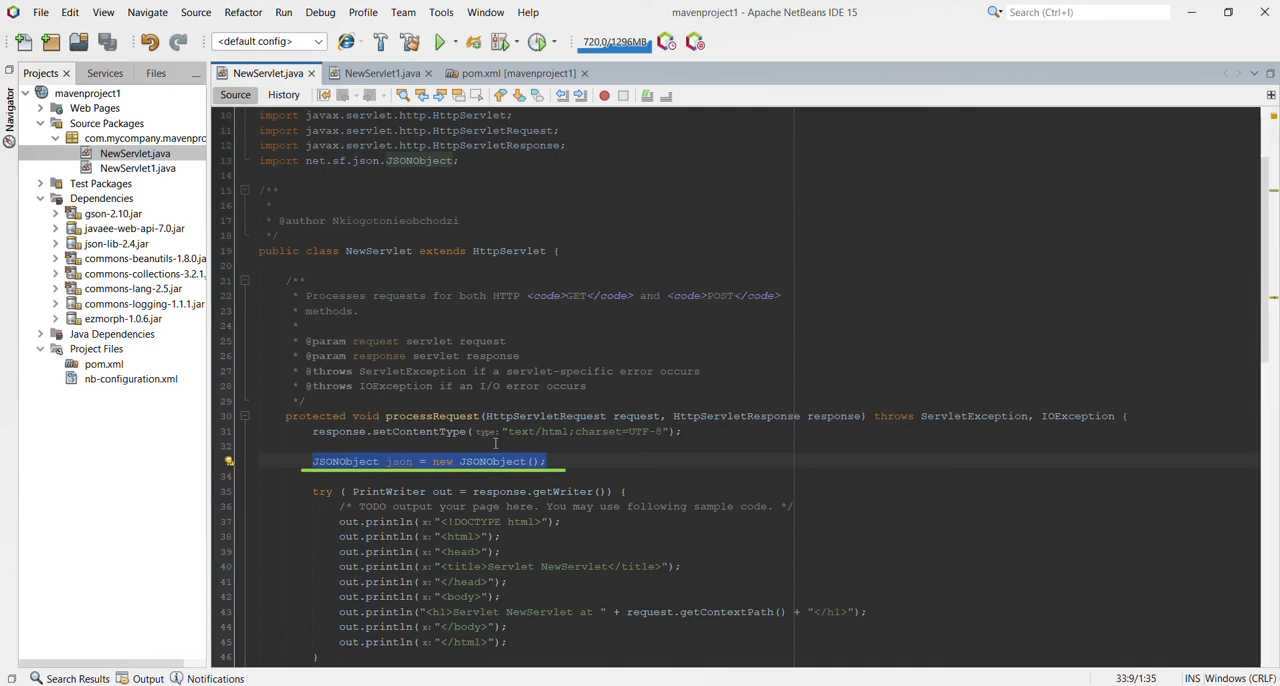 File Edit View Navigate Source Refactor Run Debug Profile Team Tools Window Help
mavenproject1 - Apache NetBeans IDE 15
Search (Ctrl+I)
<default config>
720,0/1296MB
Projects Services Files
NewServlet.java NewServlet1.java pom.xml [mavenproject1]
Source History
Navigator
mavenproject1
Web Pages
Source Packages
com.mycompany.mavenpro
NewServlet.java
NewServlet1.java
Test Packages
Dependencies
gson-2.10.jar
javaee-web-api-7.0.jar
json-lib-2.4.jar
commons-beanutils-1.8.0.ja
commons-collections-3.2.1.
commons-lang-2.5.jar
commons-logging-1.1.1.jar
ezmorph-1.0.6.jar
Java Dependencies
Project Files
pom.xml
nb-configuration.xml
10 import javax.servlet.http.HttpServlet;
11 import javax.servlet.http.HttpServletRequest;
12 import javax.servlet.http.HttpServletResponse;
13 import net.sf.json.JSONObject;
14
15 /**
16 *
17 * @author Nkiogotonieobchodzi
18 */
19 public class NewServlet extends HttpServlet {
20
21 /**
22 * Processes requests for both HTTP <code>GET</code> and <code>POST</code>
23 * methods.
24 *
25 * @param request servlet request
26 * @param response servlet response
27 * @throws ServletException if a servlet-specific error occurs
28 * @throws IOException if an I/O error occurs
29 */
30 protected void processRequest(HttpServletRequest request, HttpServletResponse response) throws ServletException, IOException {
31 response.setContentType( type: "text/html;charset=UTF-8");
32
JSONObject json = new JSONObject();
34
35 try ( PrintWriter out = response.getWriter()) {
36 /* TODO output your page here. You may use following sample code. */
37 out.println( x: "<!DOCTYPE html>");
38 out.println( x: "<html>");
39 out.println( x: "<head>");
40 out.println( x: "<title>Servlet NewServlet</title>");
41 out.println( x: "</head>");
42 out.println( x: "<body>");
43 out.println("<h1>Servlet NewServlet at " + request.getContextPath() + "</h1>");
44 out.println( x: "</body>");
45 out.println( x: "</html>");
46 }
Search Results Output Notifications
33:9/1:35 INS Windows (CRLF)